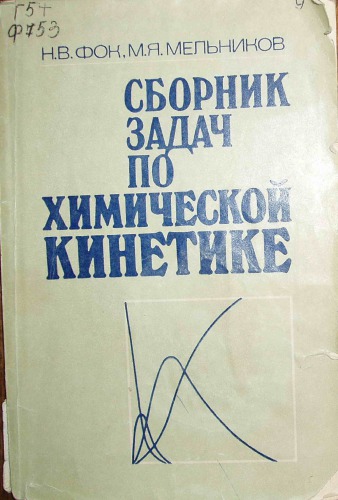 Г5+
Ф753
Н.В. ФОК, М.Я. МЕЛЬНИКОВ
СБОРНИК
ЗАДАЧ
ПО
ХИМИЧЕСКОЙ
КИНЕТИКЕ